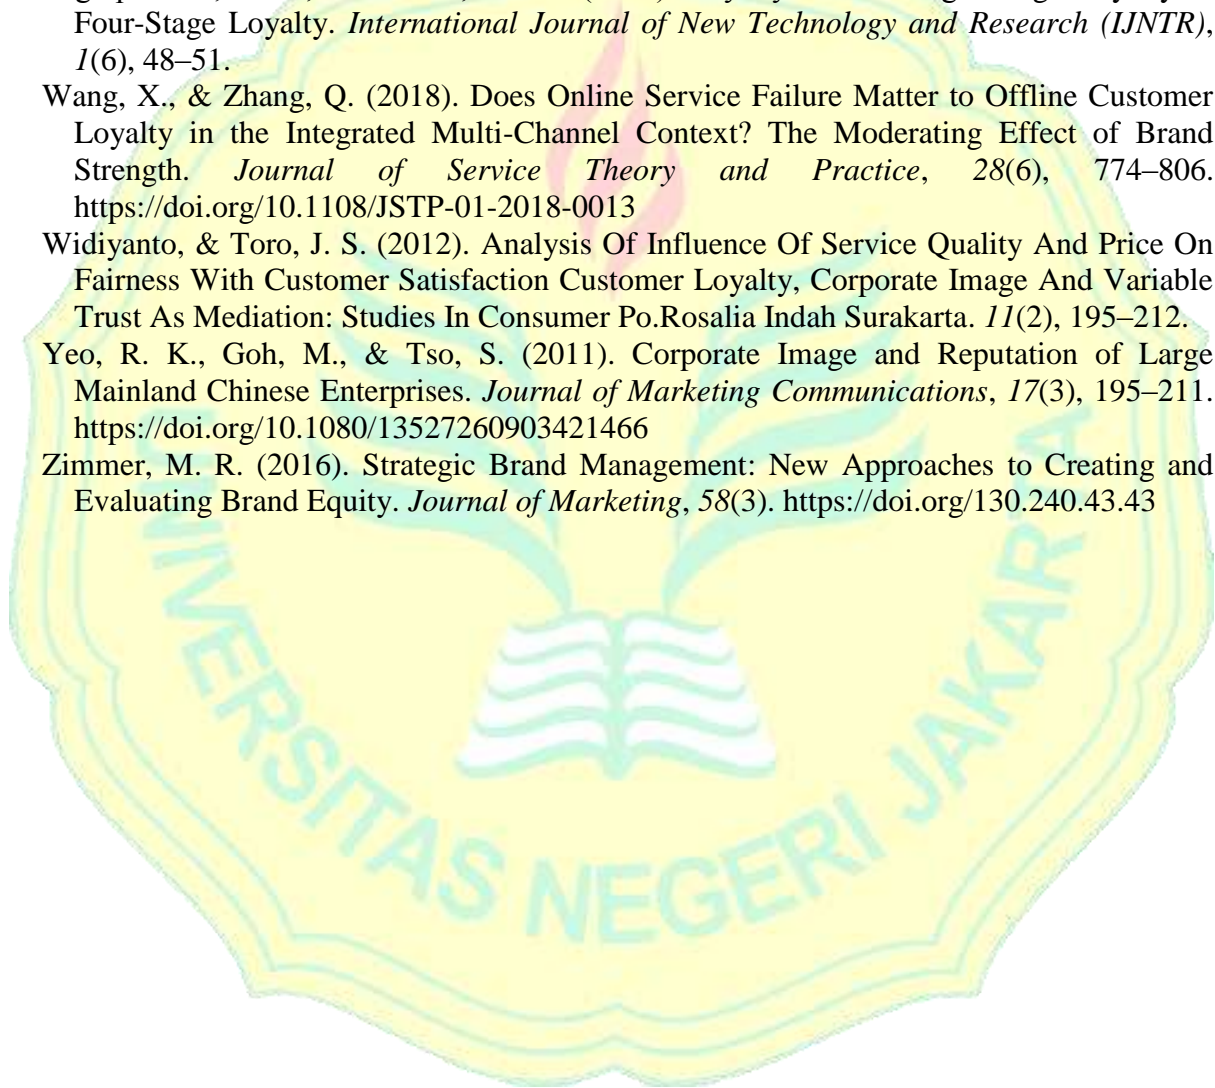 Four-Stage Loyalty. International Journal of New Technology and Research (IJNTR),
1(6), 48–51.
Wang, X., & Zhang, Q. (2018). Does Online Service Failure Matter to Offline Customer
Loyalty in the Integrated Multi-Channel Context? The Moderating Effect of Brand
Strength. Journal of Service Theory and Practice, 28(6), 774–806.
https://doi.org/10.1108/JSTP-01-2018-0013
Widiyanto, & Toro, J. S. (2012). Analysis Of Influence Of Service Quality And Price On
Fairness With Customer Satisfaction Customer Loyalty, Corporate Image And Variable
Trust As Mediation: Studies In Consumer Po.Rosalia Indah Surakarta. 11(2), 195–212.
Yeo, R. K., Goh, M., & Tso, S. (2011). Corporate Image and Reputation of Large
Mainland Chinese Enterprises. Journal of Marketing Communications, 17(3), 195–211.
https://doi.org/10.1080/13527260903421466
Zimmer, M. R. (2016). Strategic Brand Management: New Approaches to Creating and
Evaluating Brand Equity. Journal of Marketing, 58(3). https://doi.org/130.240.43.43
UNIVERSITAS NEGERI JAKARTA